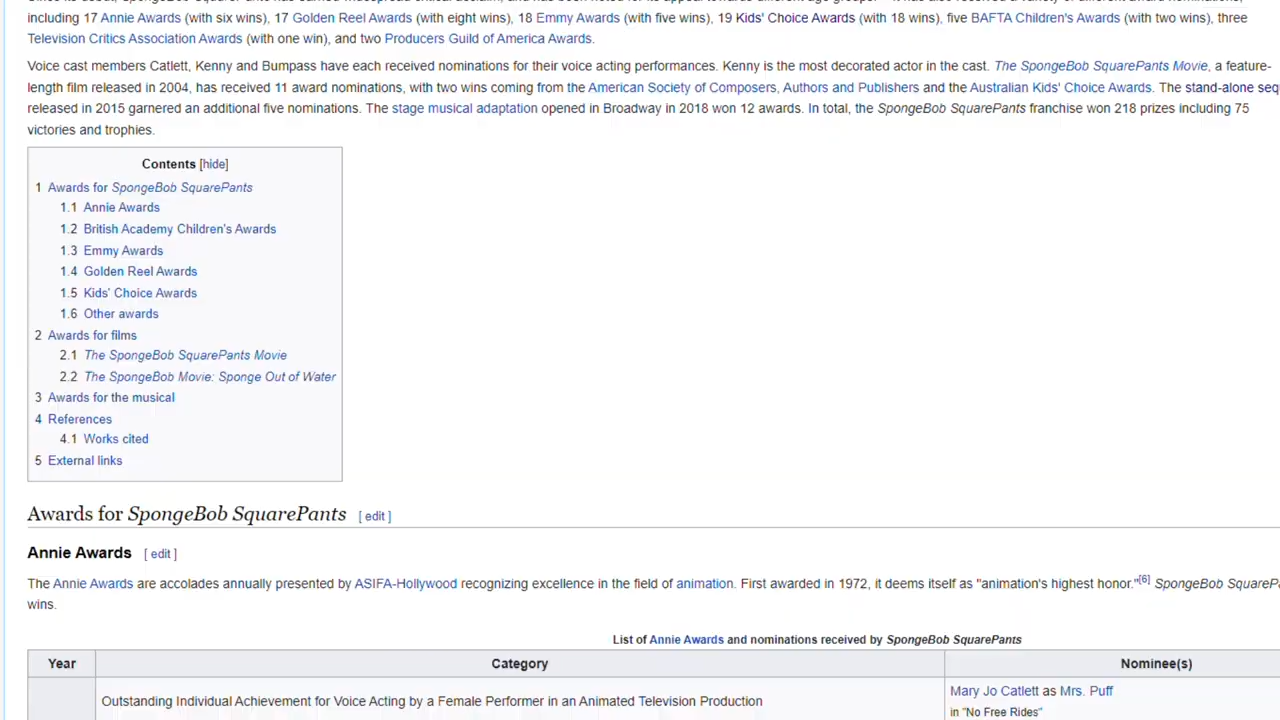 including 17 Annie Awards (with six wins), 17 Golden Reel Awards (with eight wins), 18 Emmy Awards (with five wins), 19 Kids' Choice Awards (with 18 wins), five BAFTA Children's Awards (with two wins), three
Television Critics Association Awards (with one win), and two Producers Guild of America Awards.
Voice cast members Catlett, Kenny and Bumpass have each received nominations for their voice acting performances. Kenny is the most decorated actor in the cast. The SpongeBob SquarePants Movie, a feature-
length film released in 2004, has received 11 award nominations, with two wins coming from the American Society of Composers, Authors and Publishers and the Australian Kids' Choice Awards. The stand-alone sequ
released in 2015 garnered an additional five nominations. The stage musical adaptation opened in Broadway in 2018 won 12 awards. In total, the SpongeBob SquarePants franchise won 218 prizes including 75
victories and trophies.
Contents [hide]
1 Awards for SpongeBob SquarePants
1.1 Annie Awards
1.2 British Academy Children's Awards
1.3 Emmy Awards
1.4 Golden Reel Awards
1.5 Kids' Choice Awards
1.6 Other awards
2 Awards for films
2.1 The SpongeBob SquarePants Movie
2.2 The SpongeBob Movie: Sponge Out of Water
3 Awards for the musical
4 References
4.1 Works cited
5 External links
Awards for SpongeBob SquarePants [ edit ]
Annie Awards [ edit ]
The Annie Awards are accolades annually presented by ASIFA-Hollywood recognizing excellence in the field of animation. First awarded in 1972, it deems itself as "animation's highest honor."[6] SpongeBob SquareP
wins.
List of Annie Awards and nominations received by SpongeBob SquarePants
Year Category Nominee(s)
Outstanding Individual Achievement for Voice Acting by a Female Performer in an Animated Television Production
Mary Jo Catlett as Mrs. Puff
in "No Free Rides"